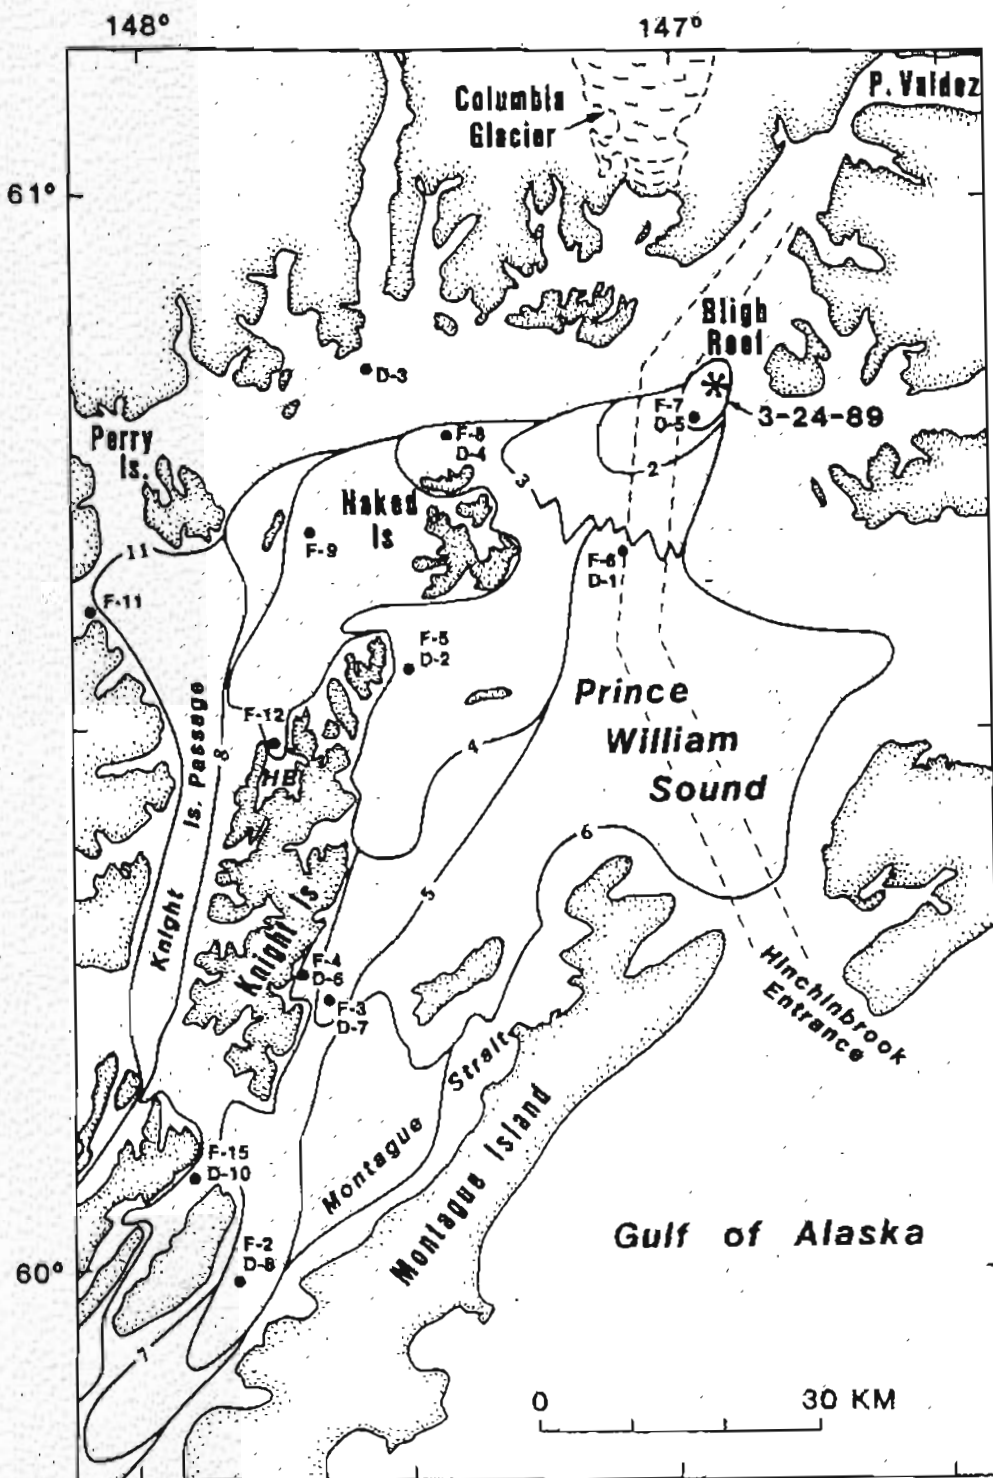 148°
147°
P. Valdez
Columbia
Glacier
61°
Bligh
Reef
D-3
3-24-89
F-7
D-5
F-8
D-4
2
3
Perry
Is.
Naked
Is
F-9
11
F-6
D-1
F-11
F-5
D-2
Prince
William
Sound
F-12
HB
Knight Is. Passage
8
4
6
5
Knight Is
F-4
D-6
F-3
D-7
Hinchinbrook
Entrance
Montague Strait
Montague Island
F-15
D-10
Gulf of Alaska
F-2
D-8
60°
7
0 30 KM